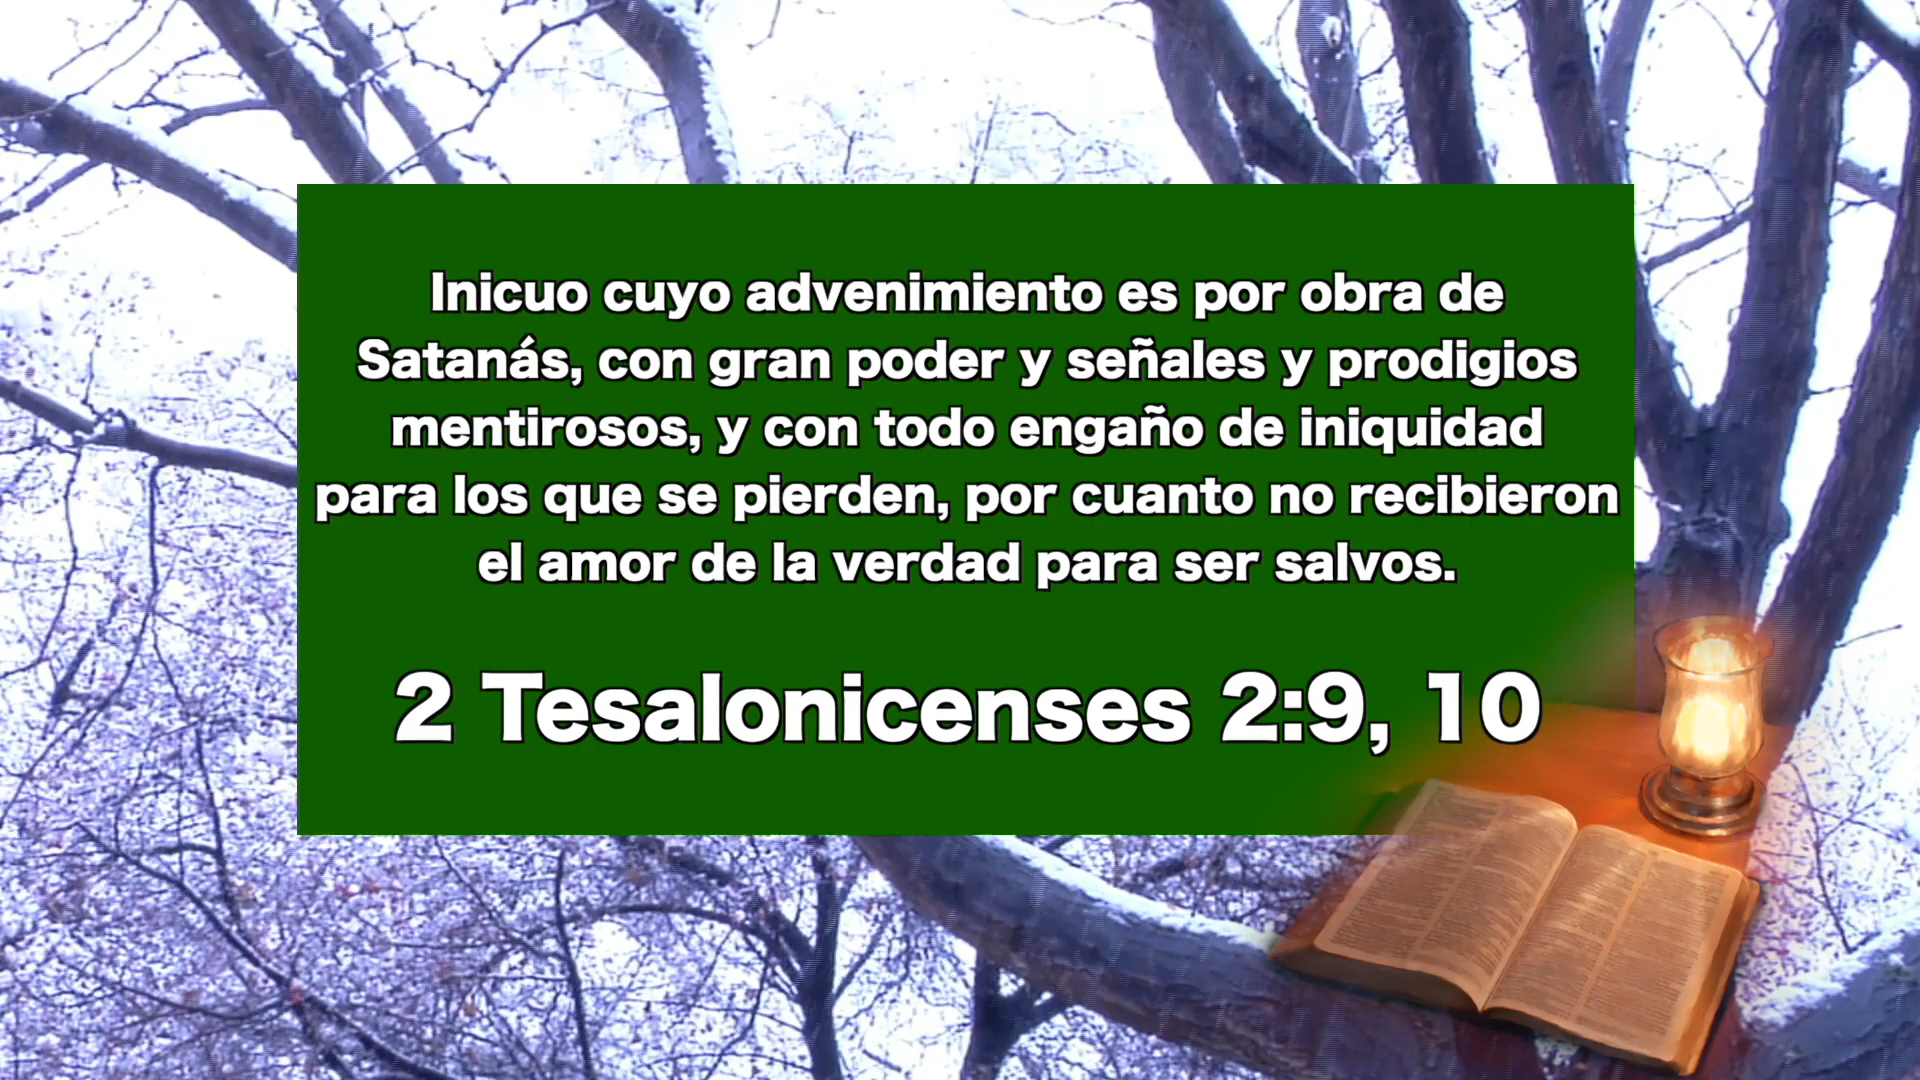 Inicuo cuyo advenimiento es por obra de
Satanás, con gran poder y señales y prodigios
mentirosos, y con todo engaño de iniquidad
para los que se pierden, por cuanto no recibieron
el amor de la verdad para ser salvos.
2 Tesalonicenses 2:9, 10